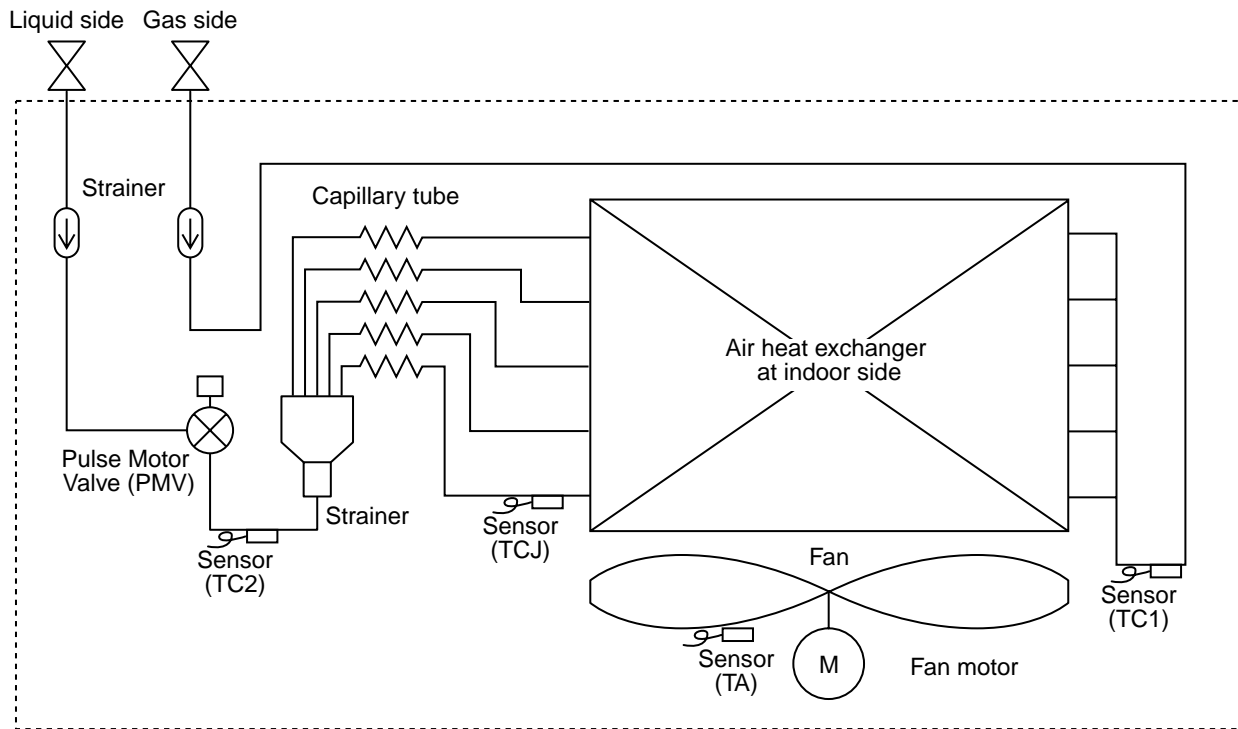 Liquid side
Gas side
Strainer
Capillary tube
Air heat exchanger
at indoor side
Pulse Motor
Valve (PMV)
Strainer
Sensor
(TCJ)
Sensor
(TC2)
Fan
Sensor
(TC1)
Sensor
(TA)
M
Fan motor